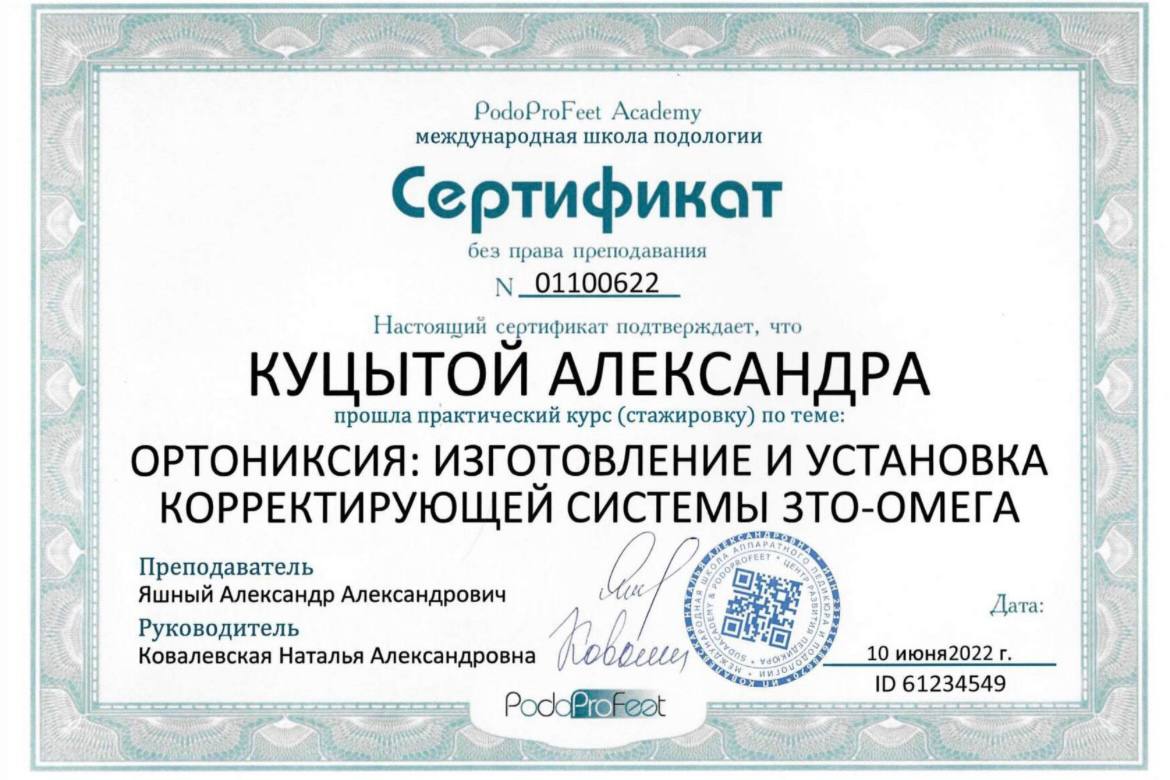 PodoProFeet Academy
международная школа подологии
Сертификат
без права преподавания
N 01100622
Настоящий сертификат подтверждает, что
КУЦЫТОЙ АЛЕКСАНДРА
прошла практический курс (стажировку) по теме:
ОРТОНИКСИЯ: ИЗГОТОВЛЕНИЕ И УСТАНОВКА
КОРРЕКТИРУЮЩЕЙ СИСТЕМЫ ЗТО-ОМЕГА
Преподаватель
Яшный Александр Александрович
Руководитель
Ковалевская Наталья Александровна
Дата:
10 июня2022 г.
ID 61234549
PodoProFeet